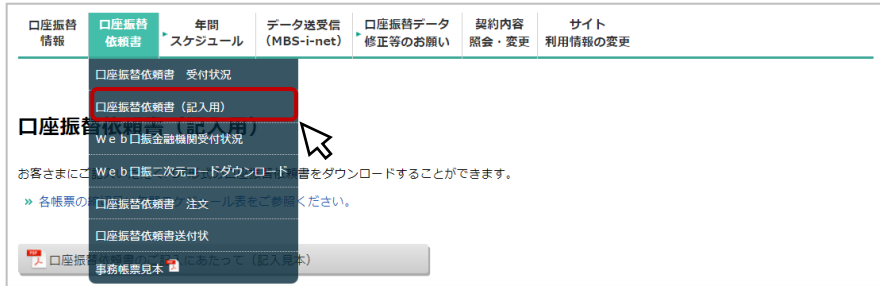 口座振替 情報
口座振替 依頼書
年間 スケジュール
データ送受信 (MBS-i-net)
口座振替データ 修正等のお願い
契約内容 照会・変更
サイト 利用情報の変更
口座振替依頼書　受付状況
口座振替依頼書（記入用）
口座振替依頼書（記入用）
Ｗｅｂ口振金融機関受付状況
Ｗｅｂ口振二次元コードダウンロード
お客さまにご
書をダウンロードすることができます。
» 各帳票の
ール表をご参照ください。
口座振替依頼書　注文
口座振替依頼書送付状
口座振替依頼書のご記入にあたって（記入見本）
事務帳票見本